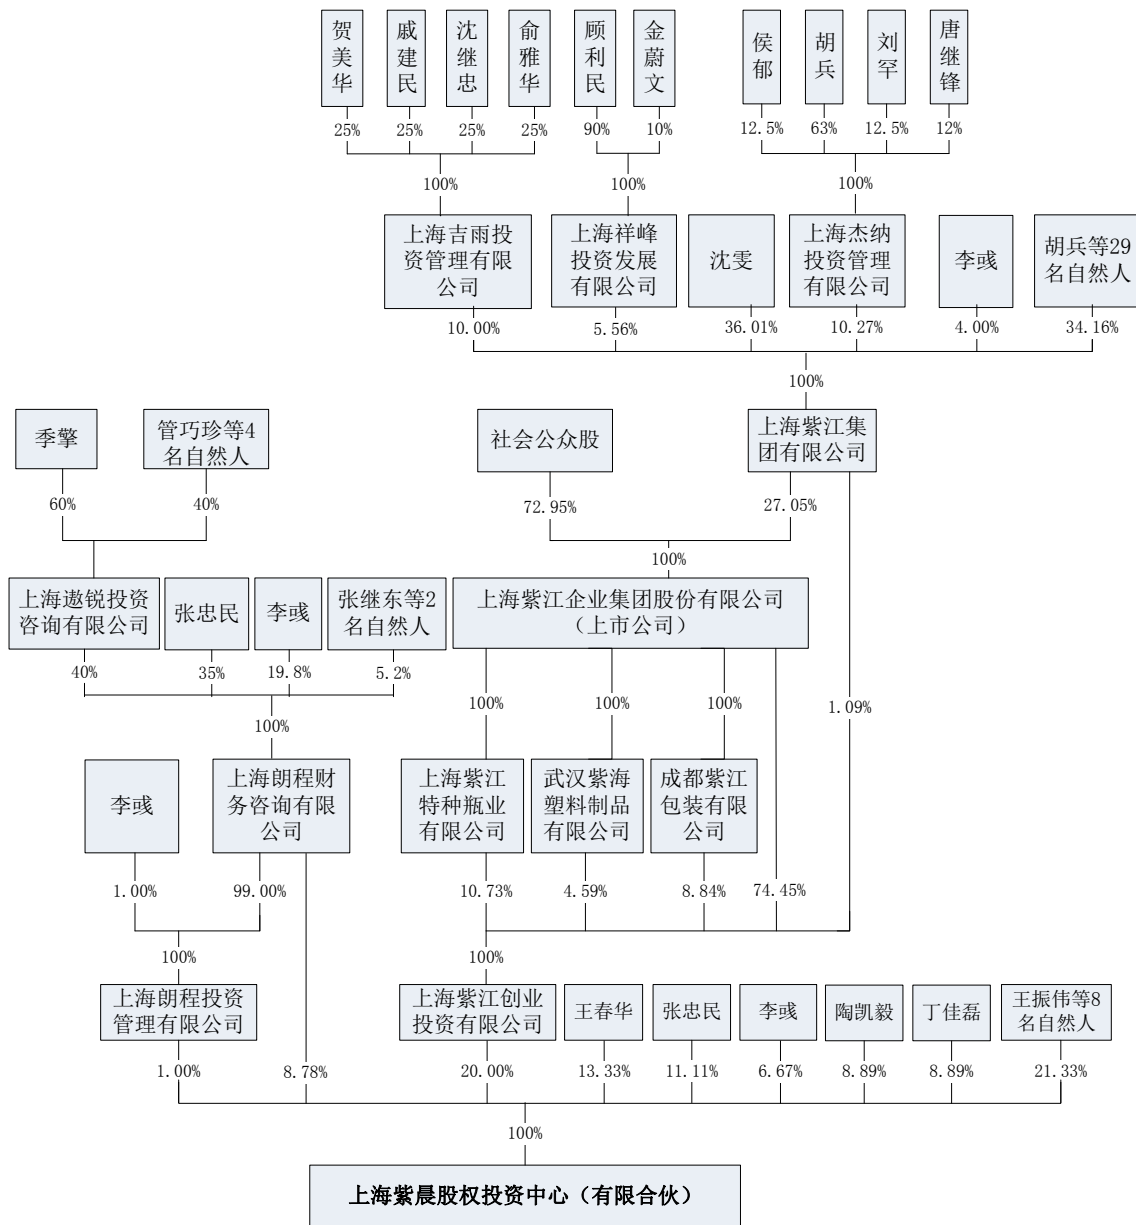 贺美华
戚建民
沈继忠
俞雅华
顾利民
金蔚文
侯郁
胡兵
刘罕
唐继锋
25%
25%
25%
25%
90%
10%
12.5%
63%
12.5%
12%
100%
100%
100%
上海吉雨投
资管理有限
公司
上海祥峰
投资发展
有限公司
沈雯
上海杰纳
投资管理
有限公司
李彧
胡兵等29
名自然人
10.00%
5.56%
36.01%
10.27%
4.00%
34.16%
100%
季擎
管巧珍等4
名自然人
社会公众股
上海紫江集
团有限公司
60%
40%
72.95%
27.05%
100%
上海遨锐投资
咨询有限公司
张忠民
李彧
张继东等2
名自然人
上海紫江企业集团股份有限公司
（上市公司）
40%
35%
19.8%
5.2%
100%
100%
100%
1.09%
100%
李彧
上海朗程财
务咨询有限
公司
上海紫江
特种瓶业
有限公司
武汉紫海
塑料制品
有限公司
成都紫江
包装有限
公司
1.00%
99.00%
10.73%
4.59%
8.84%
74.45%
100%
100%
上海朗程投资
管理有限公司
上海紫江创业
投资有限公司
王春华
张忠民
李彧
陶凯毅
丁佳磊
王振伟等8
名自然人
1.00%
8.78%
20.00%
13.33%
11.11%
6.67%
8.89%
8.89%
21.33%
100%
上海紫晨股权投资中心（有限合伙）